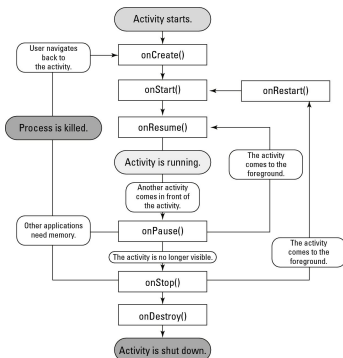 Activity starts.
User navigates
back to
the activity.
onCreate()
onStart()
onRestart()
onResume()
Process is killed.
Activity is running.
The activity
comes to the
foreground.
Another activity
comes in front of
the activity.
Other applications
need memory.
onPause()
The activity
comes to the
foreground.
The activity is no longer visible.
onStop()
onDestroy()
Activity is shut down.